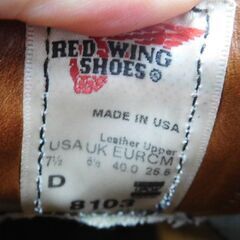 RED WING
SHOES®
MADE IN USA
Leather Upper
USA UK EUR CM
7½ 6½ 40.0 25.5
D
8103